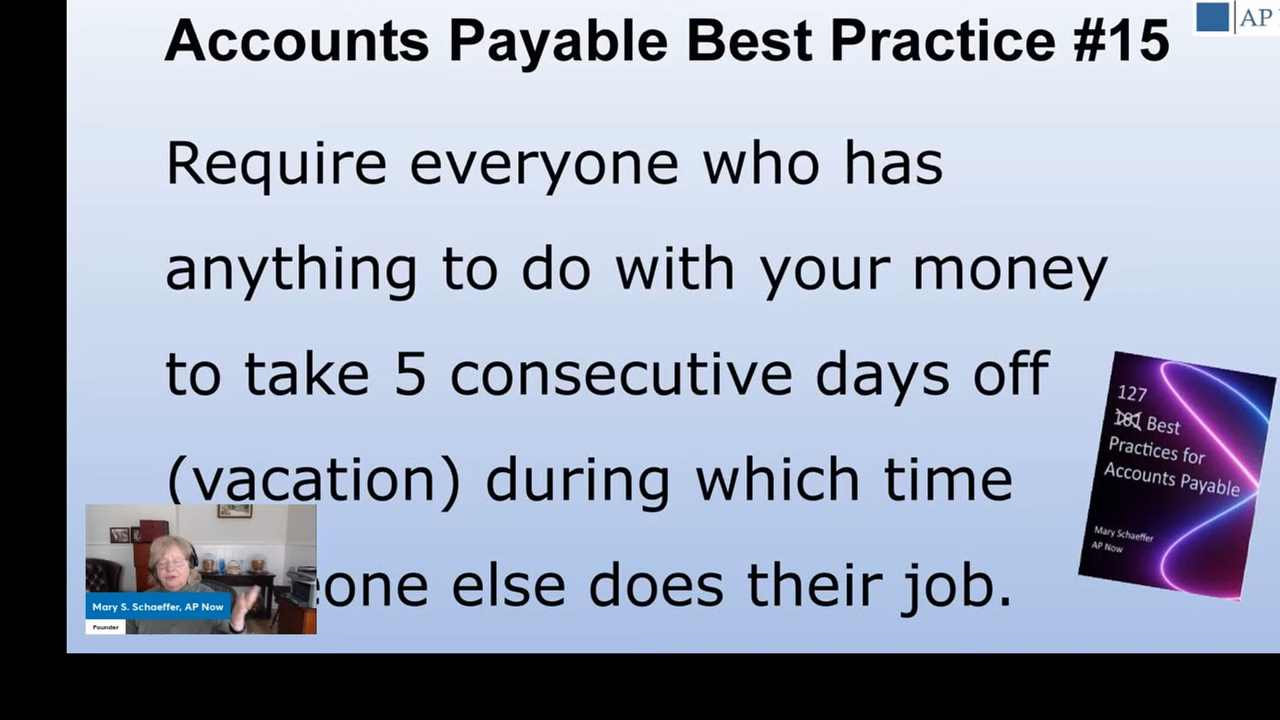 Accounts Payable Best Practice #15
AP
Require everyone who has
anything to do with your money
to take 5 consecutive days off
(vacation) during which time
else does their job.
127
181 Best
Practices for
Accounts Payable
Mary Schaeffer
AP Now
Mary S. Schaeffer, AP Now
Founder